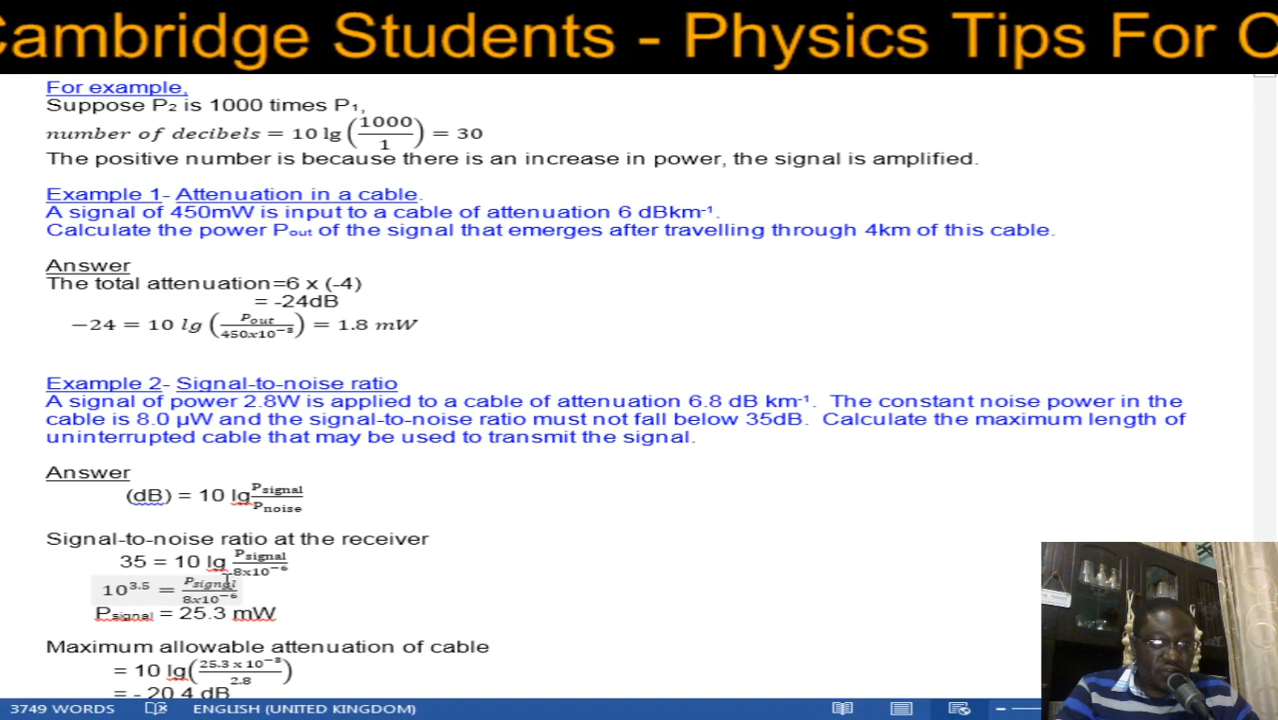 Cambridge Students - Physics Tips For C
For example,
Suppose P₂ is 1000 times P₁,
number of decibels = 10 lg (1000/1) = 30
The positive number is because there is an increase in power, the signal is amplified.
Example 1- Attenuation in a cable.
A signal of 450mW is input to a cable of attenuation 6 dBkm⁻¹.
Calculate the power Pout of the signal that emerges after travelling through 4km of this cable.
Answer
The total attenuation=6 x (-4)
= -24dB
−24 = 10 lg (Pout/450x10⁻³) = 1.8 mW
Example 2- Signal-to-noise ratio
A signal of power 2.8W is applied to a cable of attenuation 6.8 dB km⁻¹. The constant noise power in the
cable is 8.0 µW and the signal-to-noise ratio must not fall below 35dB. Calculate the maximum length of
uninterrupted cable that may be used to transmit the signal.
Answer
(dB) = 10 lg Psignal/Pnoise
Signal-to-noise ratio at the receiver
35 = 10 lg Psignal/8x10⁻⁶
10³·⁵ = Psignal/8x10⁻⁶
Psignal = 25.3 mW
Maximum allowable attenuation of cable
= 10 lg(25.3 x 10⁻³/2.8)
= - 20.4 dB
3749 WORDS ENGLISH (UNITED KINGDOM)